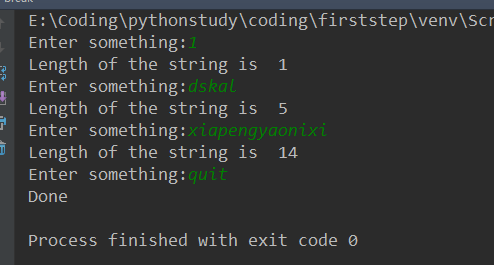 break
E:\Coding\pythonstudy\coding\firststep\venv\Scr
Enter something:1
Length of the string is  1
Enter something:dskal
Length of the string is  5
Enter something:xiapengyaonixi
Length of the string is  14
Enter something:quit
Done
Process finished with exit code 0